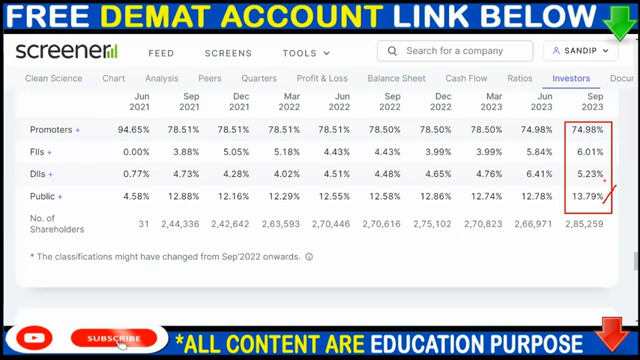 FREE DEMAT ACCOUNT LINK BELOW
screener
FEED SCREENS TOOLS Search for a company SANDIP
Clean Science Chart Analysis Peers Quarters Profit & Loss Balance Sheet Cash Flow Ratios Investors Docu
Jun 2021 Sep 2021 Dec 2021 Mar 2022 Jun 2022 Sep 2022 Dec 2022 Mar 2023 Jun 2023 Sep 2023
Promoters + 94.65% 78.51% 78.51% 78.51% 78.51% 78.50% 78.50% 78.50% 74.98% 74.98%
FIIs + 0.00% 3.88% 5.05% 5.18% 4.43% 4.43% 3.99% 3.99% 5.84% 6.01%
DIIs + 0.77% 4.73% 4.28% 4.02% 4.51% 4.48% 4.65% 4.76% 6.41% 5.23%
Public + 4.58% 12.88% 12.16% 12.29% 12.55% 12.58% 12.86% 12.74% 12.78% 13.79%
No. of Shareholders 31 2,44,336 2,42,642 2,63,593 2,70,446 2,70,616 2,75,102 2,70,823 2,66,971 2,85,259
* The classifications might have changed from Sep'2022 onwards.
SUBSCRIBE
*ALL CONTENT ARE EDUCATION PURPOSE